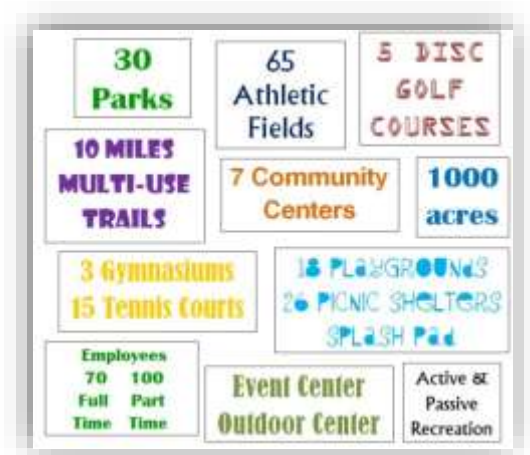 30
Parks
65
Athletic
Fields
5 DISC
GOLF
COURSES
10 MILES
MULTI-USE
TRAILS
7 Community
Centers
1000
acres
3 Gymnasiums
15 Tennis Courts
18 PLAYGROUNDS
26 PICNIC SHELTERS
SPLASH Pad
Employees
70 100
Full Part
Time Time
Event Center
Outdoor Center
Active &
Passive
Recreation